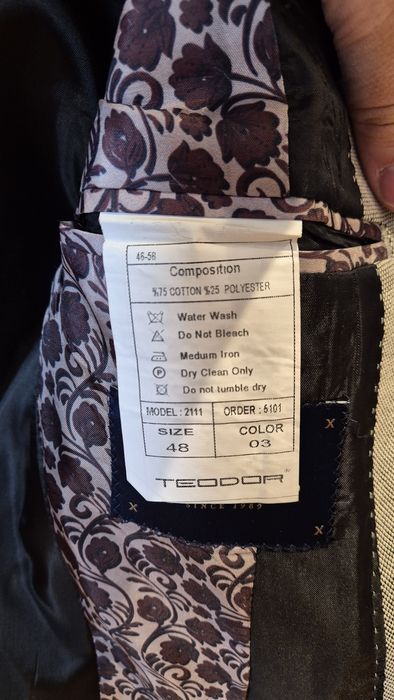 46-56
Composition
%75 COTTON %25 POLYESTER
Water Wash
Do Not Bleach
Medium Iron
P Dry Clean Only
Do not tumble dry
MODEL : 2111 ORDER : 5101
SIZE COLOR
48 03
TEODOR®
SINCE 1989
X X
X